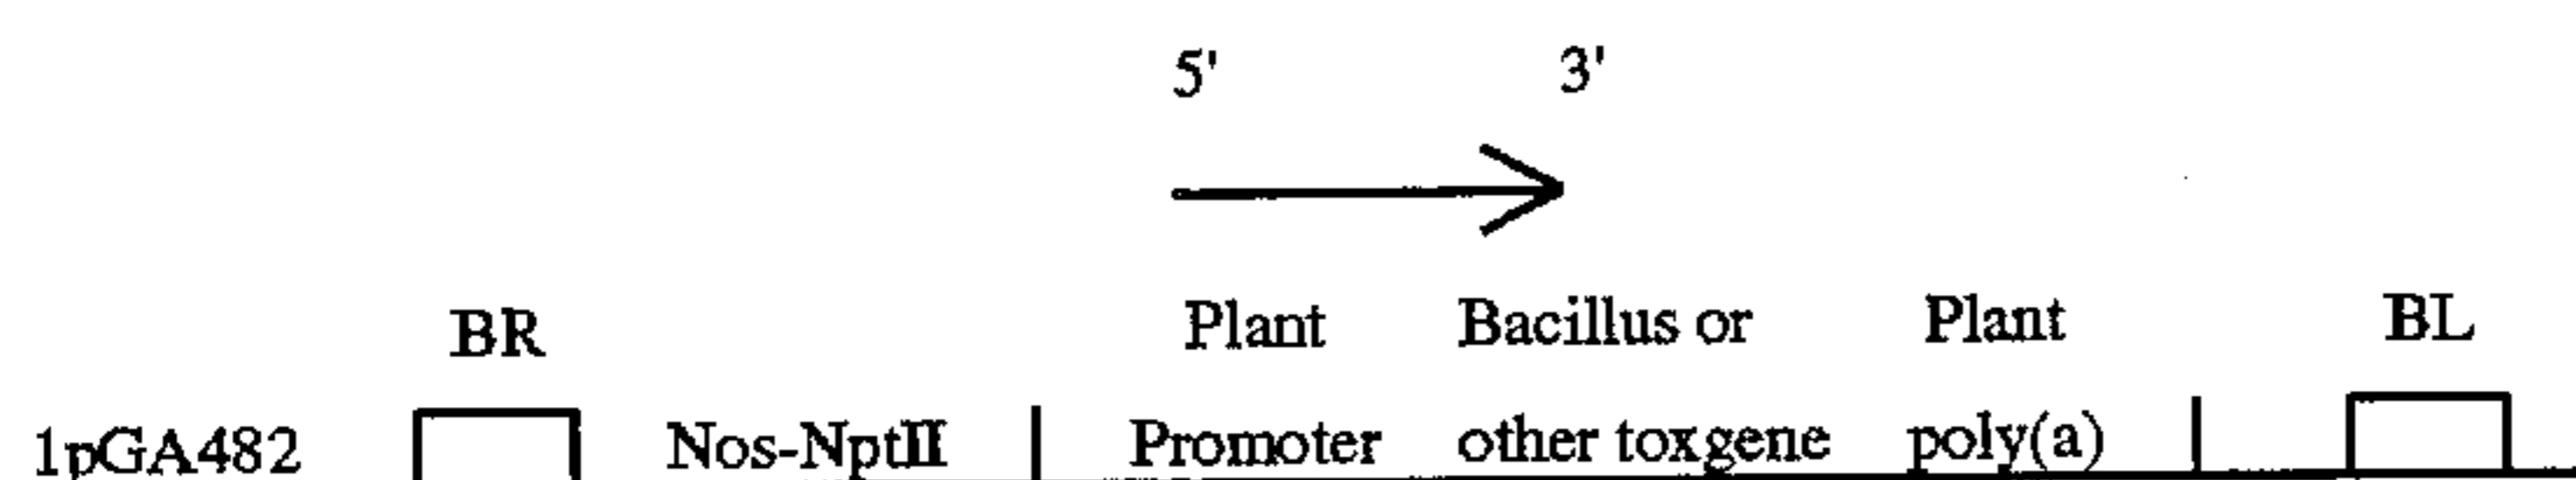 5' 3'
BR Plant Bacillus or Plant BL
1pGA482 Nos-NptII Promoter other toxgene poly(a)